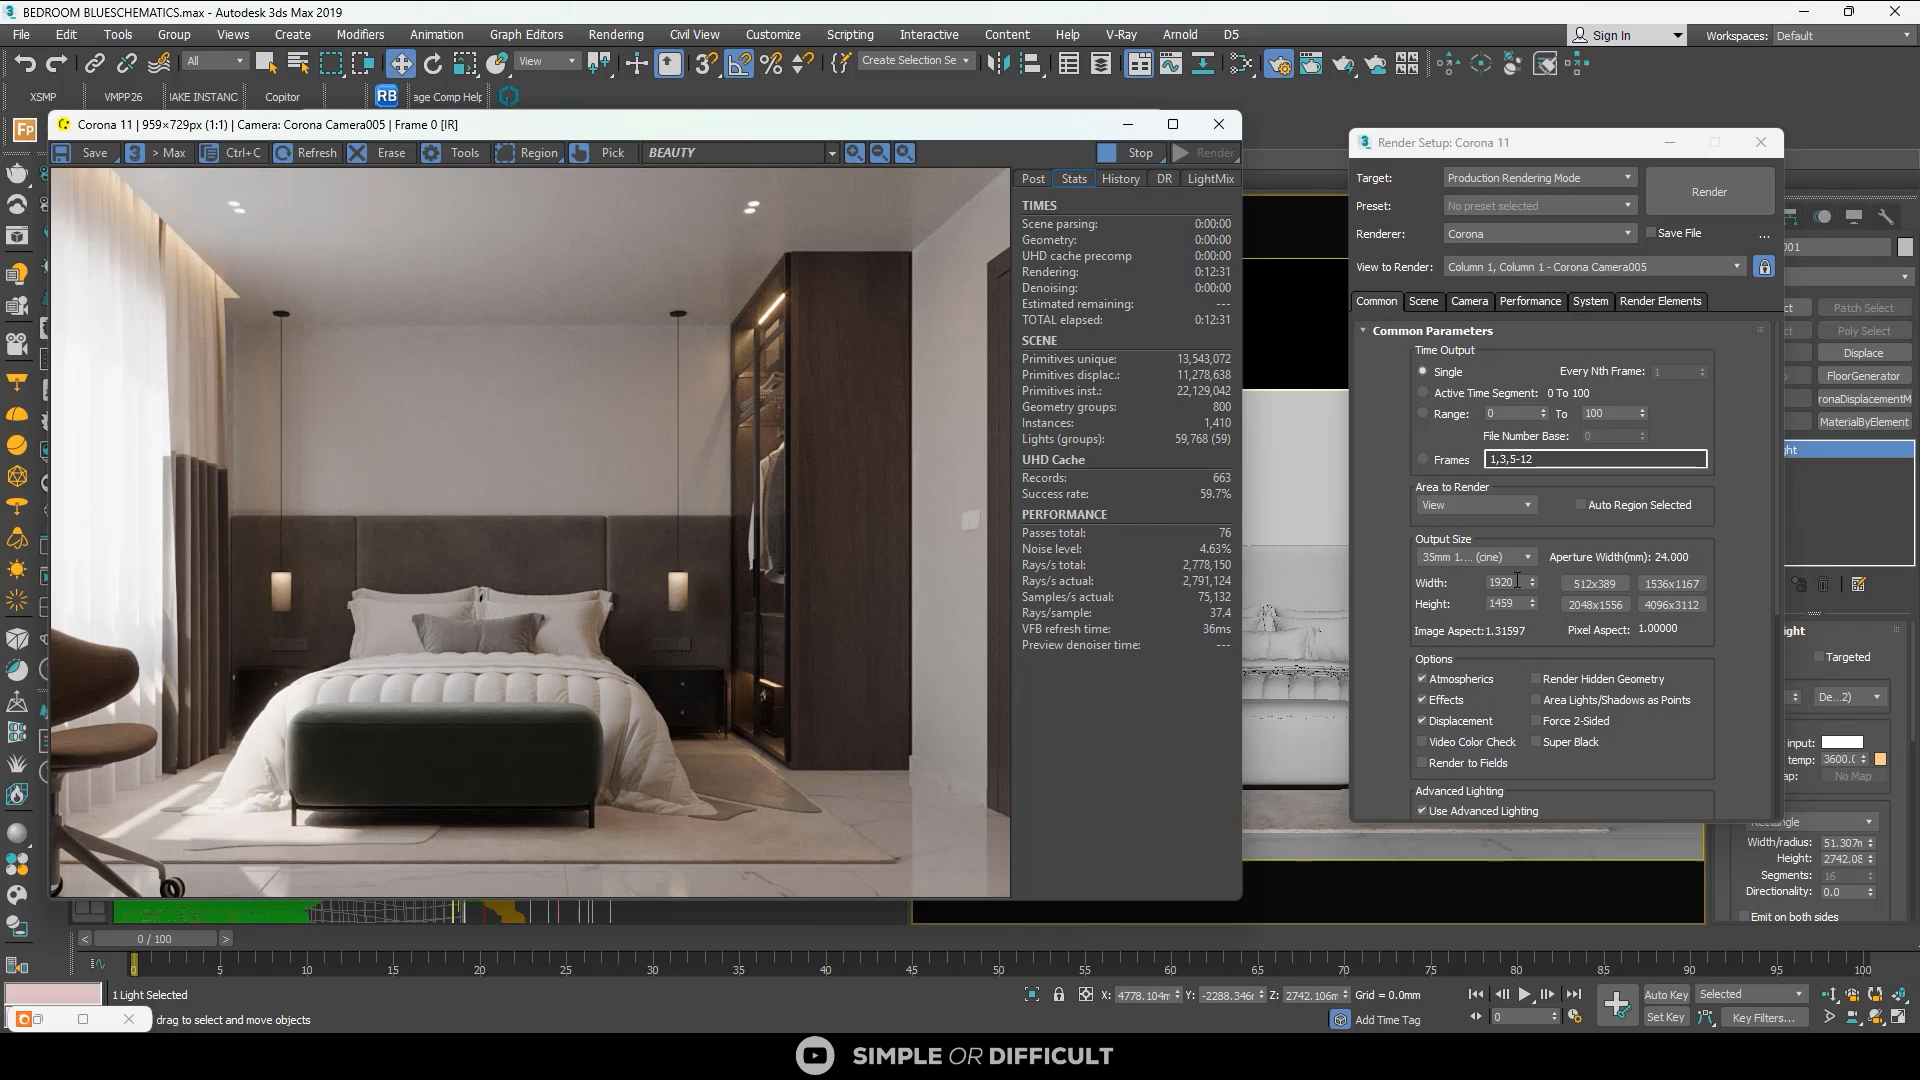 BEDROOM BLUESCHEMATICS.max - Autodesk 3ds Max 2019
File Edit Tools Group Views Create Modifiers Animation Graph Editors Rendering Civil View Customize Scripting Interactive Content Help V-Ray Arnold D5
Sign In
Workspaces: Default
All
View
Create Selection Se
XSMP VMPP26 IAKE INSTANC Copitor RB age Comp Help
Fp
Corona 11 | 959×729px (1:1) | Camera: Corona Camera005 | Frame 0 [IR]
Save > Max Ctrl+C Refresh Erase Tools Region Pick BEAUTY Stop Render
Post Stats History DR LightMix
TIMES
Scene parsing: 0:00:00
Geometry: 0:00:00
UHD cache precomp 0:00:00
Rendering: 0:12:31
Denoising: 0:00:00
Estimated remaining: ---
TOTAL elapsed: 0:12:31
SCENE
Primitives unique: 13,543,072
Primitives displac.: 11,278,638
Primitives inst.: 22,129,042
Geometry groups: 800
Instances: 1,410
Lights (groups): 59,768 (59)
UHD Cache
Records: 663
Success rate: 59.7%
PERFORMANCE
Passes total: 76
Noise level: 4.63%
Rays/s total: 2,778,150
Rays/s actual: 2,791,124
Samples/s actual: 75,132
Rays/sample: 37.4
VFB refresh time: 36ms
Preview denoiser time: ---
Render Setup: Corona 11
Target: Production Rendering Mode
Render
Preset: No preset selected
Renderer: Corona
Save File ...
View to Render: Column 1, Column 1 - Corona Camera005
Common Scene Camera Performance System Render Elements
Common Parameters
Time Output
Single Every Nth Frame: 1
Active Time Segment: 0 To 100
Range: 0 To 100
File Number Base: 0
Frames 1,3,5-12
Area to Render
View Auto Region Selected
Output Size
35mm 1.... (cine) Aperture Width(mm): 24.000
Width: 1920 512x389 1536x1167
Height: 1459 2048x1556 4096x3112
Image Aspect:1.31597 Pixel Aspect: 1.00000
Options
Atmospherics Render Hidden Geometry
Effects Area Lights/Shadows as Points
Displacement Force 2-Sided
Video Color Check Super Black
Render to Fields
Advanced Lighting
Use Advanced Lighting
001
ct Patch Select
ct Poly Select
Displace
FloorGenerator
ronaDisplacementM
MaterialByElement
ht
ight
Targeted
De...2)
input:
temp: 3600.(
ap: No Map
Rectangle
Width/radius: 51.307m
Height: 2742.08
Segments: 16
Directionality: 0.0
Emit on both sides
< 0 / 100 >
0 5 10 15 20 25 30 35 40 45 50 55 60 65 70 75 80 85 90 95 100
1 Light Selected
X: 4778.104m Y: -2288.346m Z: 2742.106m Grid = 0.0mm
Auto Key Selected
drag to select and move objects
Add Time Tag
0
Set Key Key Filters...
SIMPLE OR DIFFICULT